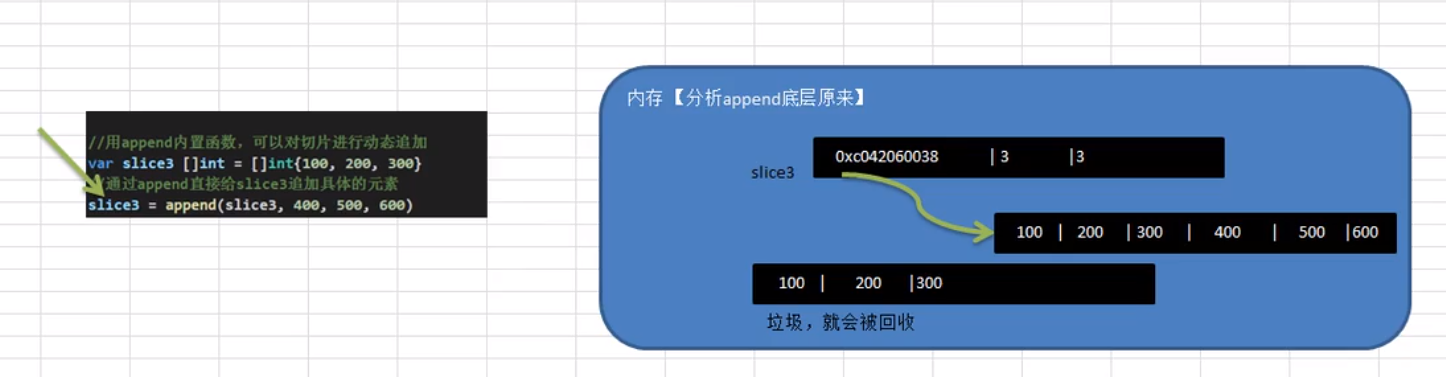 //用append内置函数，可以对切片进行动态追加
var slice3 []int = []int{100, 200, 300}
/通过append直接给slice3追加具体的元素
slice3 = append(slice3, 400, 500, 600)
内存【分析append底层原来】
slice3
0xc042060038 | 3 |3
100 | 200 |300 | 400 | 500 |600
100 | 200 |300
垃圾，就会被回收